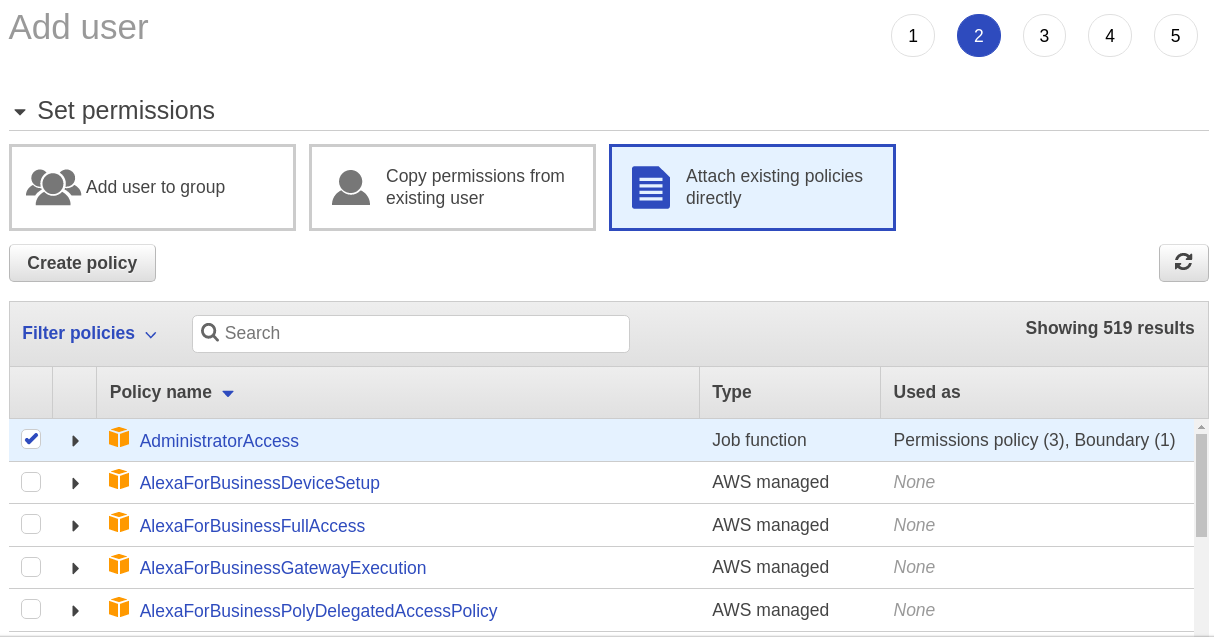 Add user
1 2 3 4 5
Set permissions
Add user to group
Copy permissions from
existing user
Attach existing policies
directly
Create policy
Filter policies Search Showing 519 results
Policy name Type Used as
AdministratorAccess Job function Permissions policy (3), Boundary (1)
AlexaForBusinessDeviceSetup AWS managed None
AlexaForBusinessFullAccess AWS managed None
AlexaForBusinessGatewayExecution AWS managed None
AlexaForBusinessPolyDelegatedAccessPolicy AWS managed None